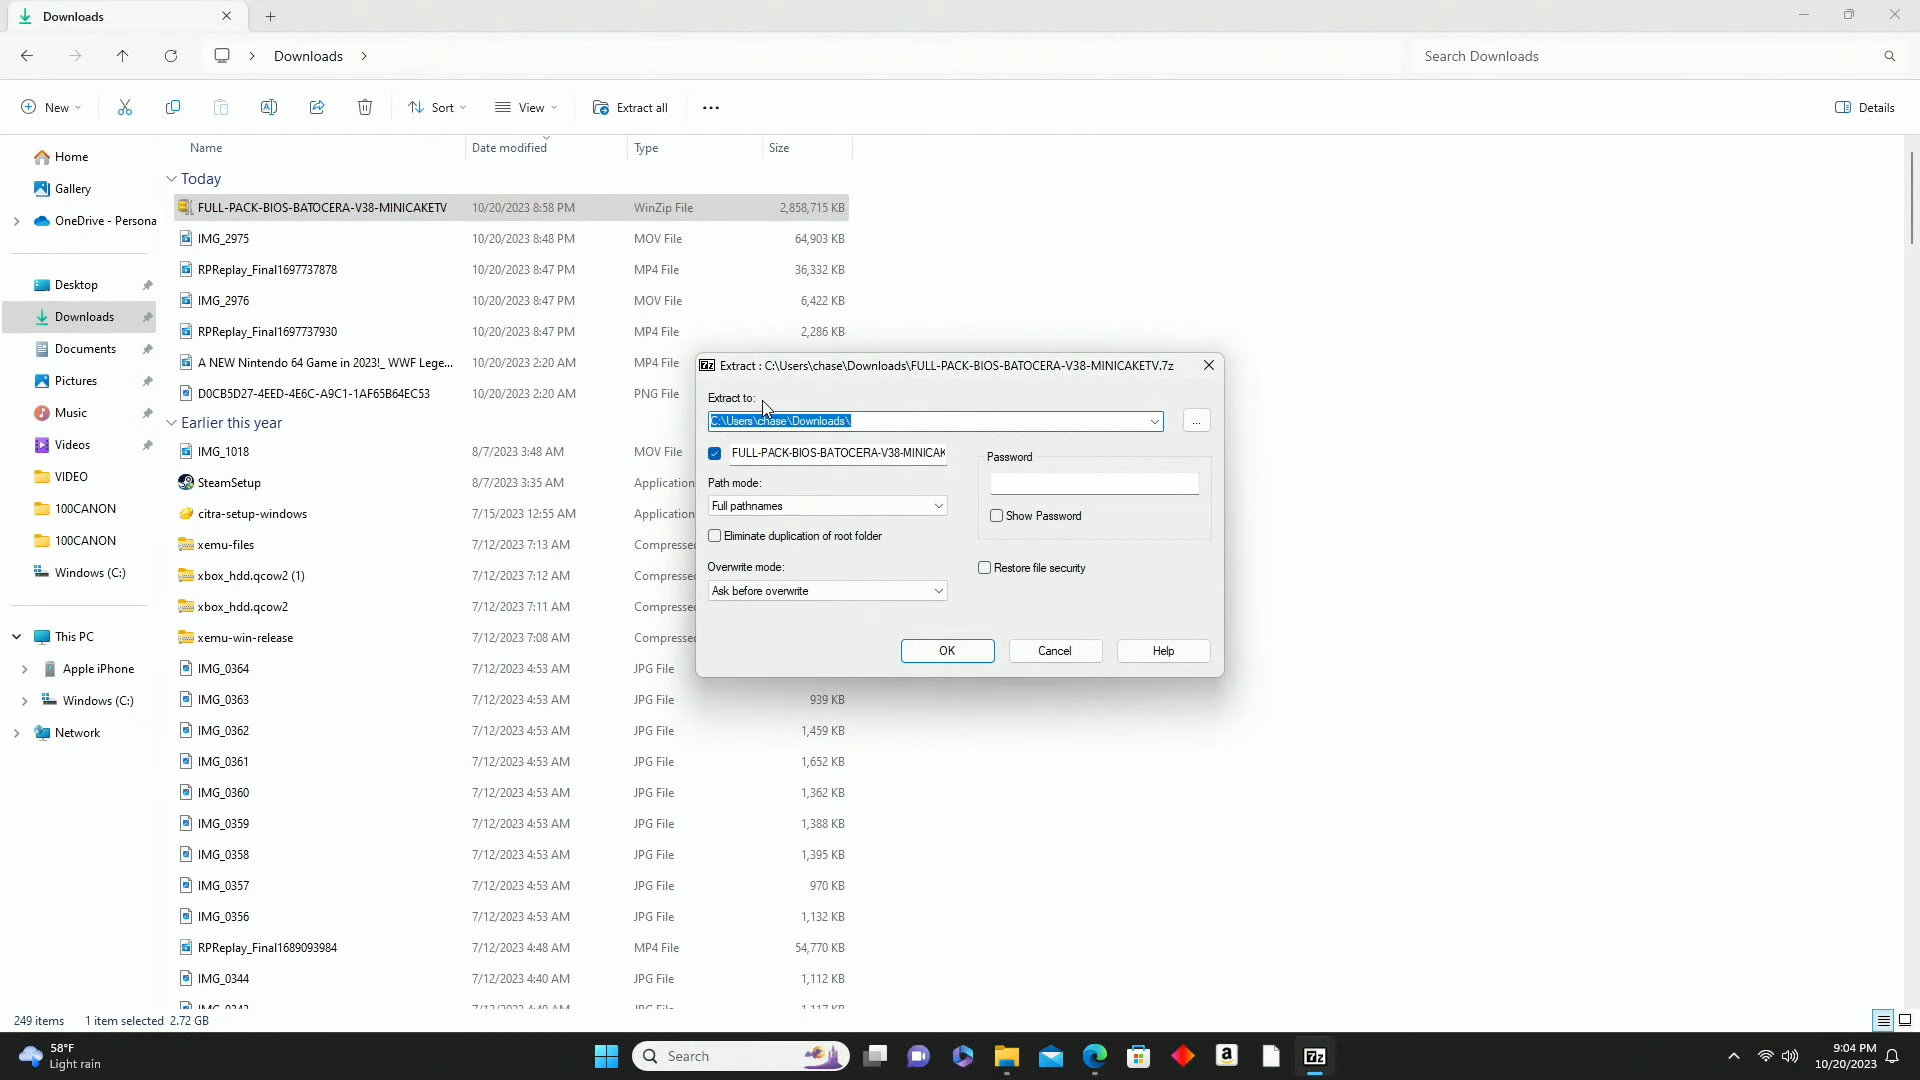 Downloads
Downloads
Search Downloads
New
Sort
View
Extract all
Details
Name
Date modified
Type
Size
Home
Gallery
OneDrive - Persona
Desktop
Downloads
Documents
Pictures
Music
Videos
VIDEO
100CANON
100CANON
Windows (C:)
This PC
Apple iPhone
Windows (C:)
Network
Today
FULL-PACK-BIOS-BATOCERA-V38-MINICAKETV 10/20/2023 8:58 PM WinZip File 2,858,715 KB
IMG_2975 10/20/2023 8:48 PM MOV File 64,903 KB
RPReplay_Final1697737878 10/20/2023 8:47 PM MP4 File 36,332 KB
IMG_2976 10/20/2023 8:47 PM MOV File 6,422 KB
RPReplay_Final1697737930 10/20/2023 8:47 PM MP4 File 2,286 KB
A NEW Nintendo 64 Game in 2023!_ WWF Lege... 10/20/2023 2:20 AM MP4 File
D0CB5D27-4EED-4E6C-A9C1-1AF65B64EC53 10/20/2023 2:20 AM PNG File
Earlier this year
IMG_1018 8/7/2023 3:48 AM MOV File
SteamSetup 8/7/2023 3:35 AM Application
citra-setup-windows 7/15/2023 12:55 AM Application
xemu-files 7/12/2023 7:13 AM Compresse
xbox_hdd.qcow2 (1) 7/12/2023 7:12 AM Compresse
xbox_hdd.qcow2 7/12/2023 7:11 AM Compresse
xemu-win-release 7/12/2023 7:08 AM Compresse
IMG_0364 7/12/2023 4:53 AM JPG File
IMG_0363 7/12/2023 4:53 AM JPG File 939 KB
IMG_0362 7/12/2023 4:53 AM JPG File 1,459 KB
IMG_0361 7/12/2023 4:53 AM JPG File 1,652 KB
IMG_0360 7/12/2023 4:53 AM JPG File 1,362 KB
IMG_0359 7/12/2023 4:53 AM JPG File 1,388 KB
IMG_0358 7/12/2023 4:53 AM JPG File 1,395 KB
IMG_0357 7/12/2023 4:53 AM JPG File 970 KB
IMG_0356 7/12/2023 4:53 AM JPG File 1,132 KB
RPReplay_Final1689093984 7/12/2023 4:48 AM MP4 File 54,770 KB
IMG_0344 7/12/2023 4:40 AM JPG File 1,112 KB
7z Extract : C:\Users\chase\Downloads\FULL-PACK-BIOS-BATOCERA-V38-MINICAKETV.7z
Extract to:
C:\Users\chase\Downloads\
...
FULL-PACK-BIOS-BATOCERA-V38-MINICAK
Password
Path mode:
Full pathnames
Show Password
Eliminate duplication of root folder
Overwrite mode:
Restore file security
Ask before overwrite
OK
Cancel
Help
249 items
1 item selected 2.72 GB
58°F
Light rain
Search
a
7z
9:04 PM
10/20/2023